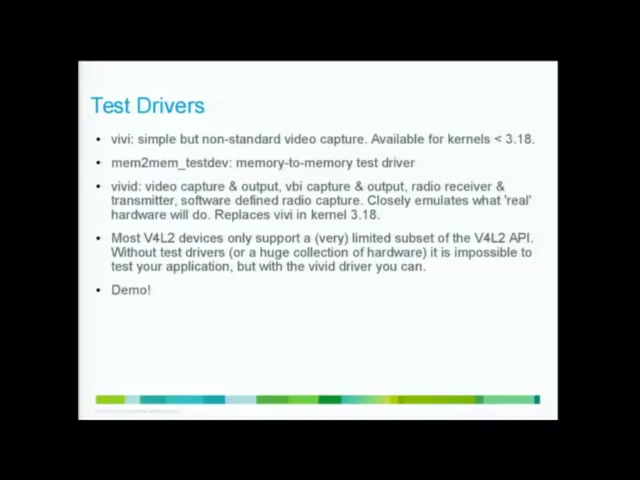 Test Drivers
• vivi: simple but non-standard video capture. Available for kernels < 3.18.
• mem2mem_testdev: memory-to-memory test driver
• vivid: video capture & output, vbi capture & output, radio receiver &
transmitter, software defined radio capture. Closely emulates what 'real'
hardware will do. Replaces vivi in kernel 3.18.
• Most V4L2 devices only support a (very) limited subset of the V4L2 API.
Without test drivers (or a huge collection of hardware) it is impossible to
test your application, but with the vivid driver you can.
• Demo!